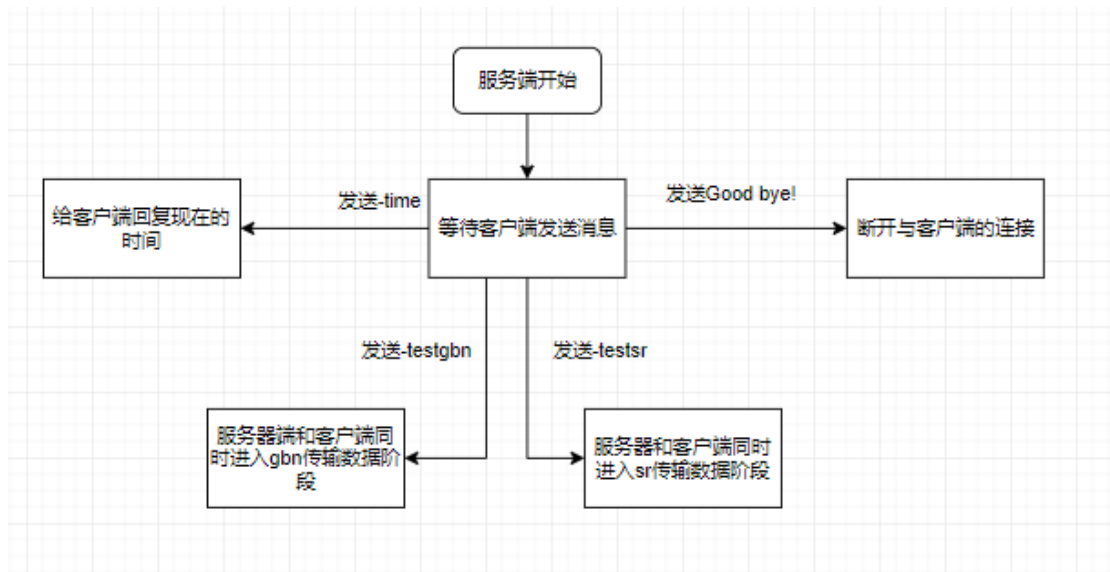 服务端开始
发送-time
发送Good bye!
给客户端回复现在的
时间
等待客户端发送消息
断开与客户端的连接
发送-testgbn
发送-testsr
服务器端和客户端同
时进入gbn传输数据阶
段
服务器和客户端同时
进入sr传输数据阶段